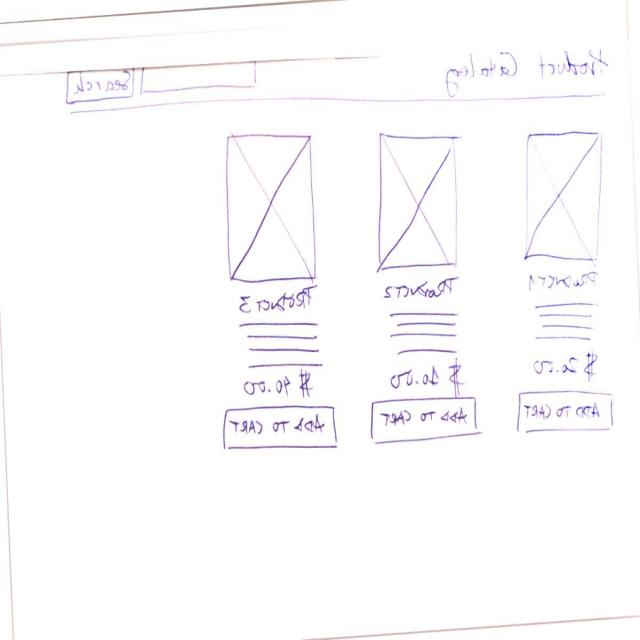 Product Catalog
Search
Product 1
$20.00
ADD TO CART
PRODUCT 2
$10.00
ADD TO CART
PRODUCT 3
$40.00
ADD TO CART